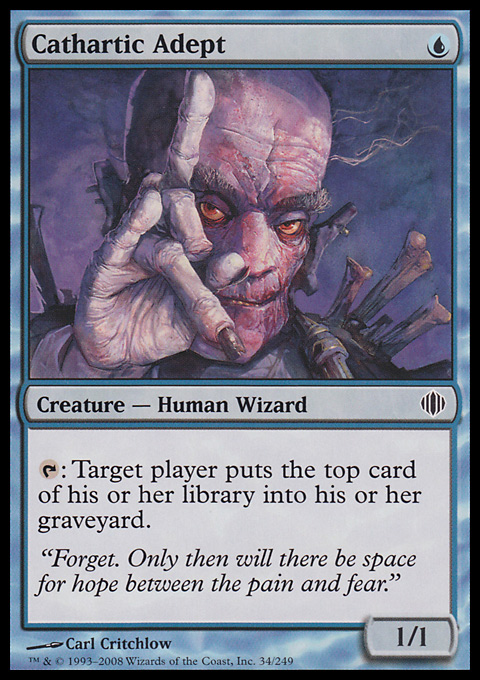 Cathartic Adept
Creature — Human Wizard
: Target player puts the top card
of his or her library into his or her
graveyard.
“Forget. Only then will there be space
for hope between the pain and fear.”
Carl Critchlow
1/1
™ & © 1993–2008 Wizards of the Coast, Inc. 34/249